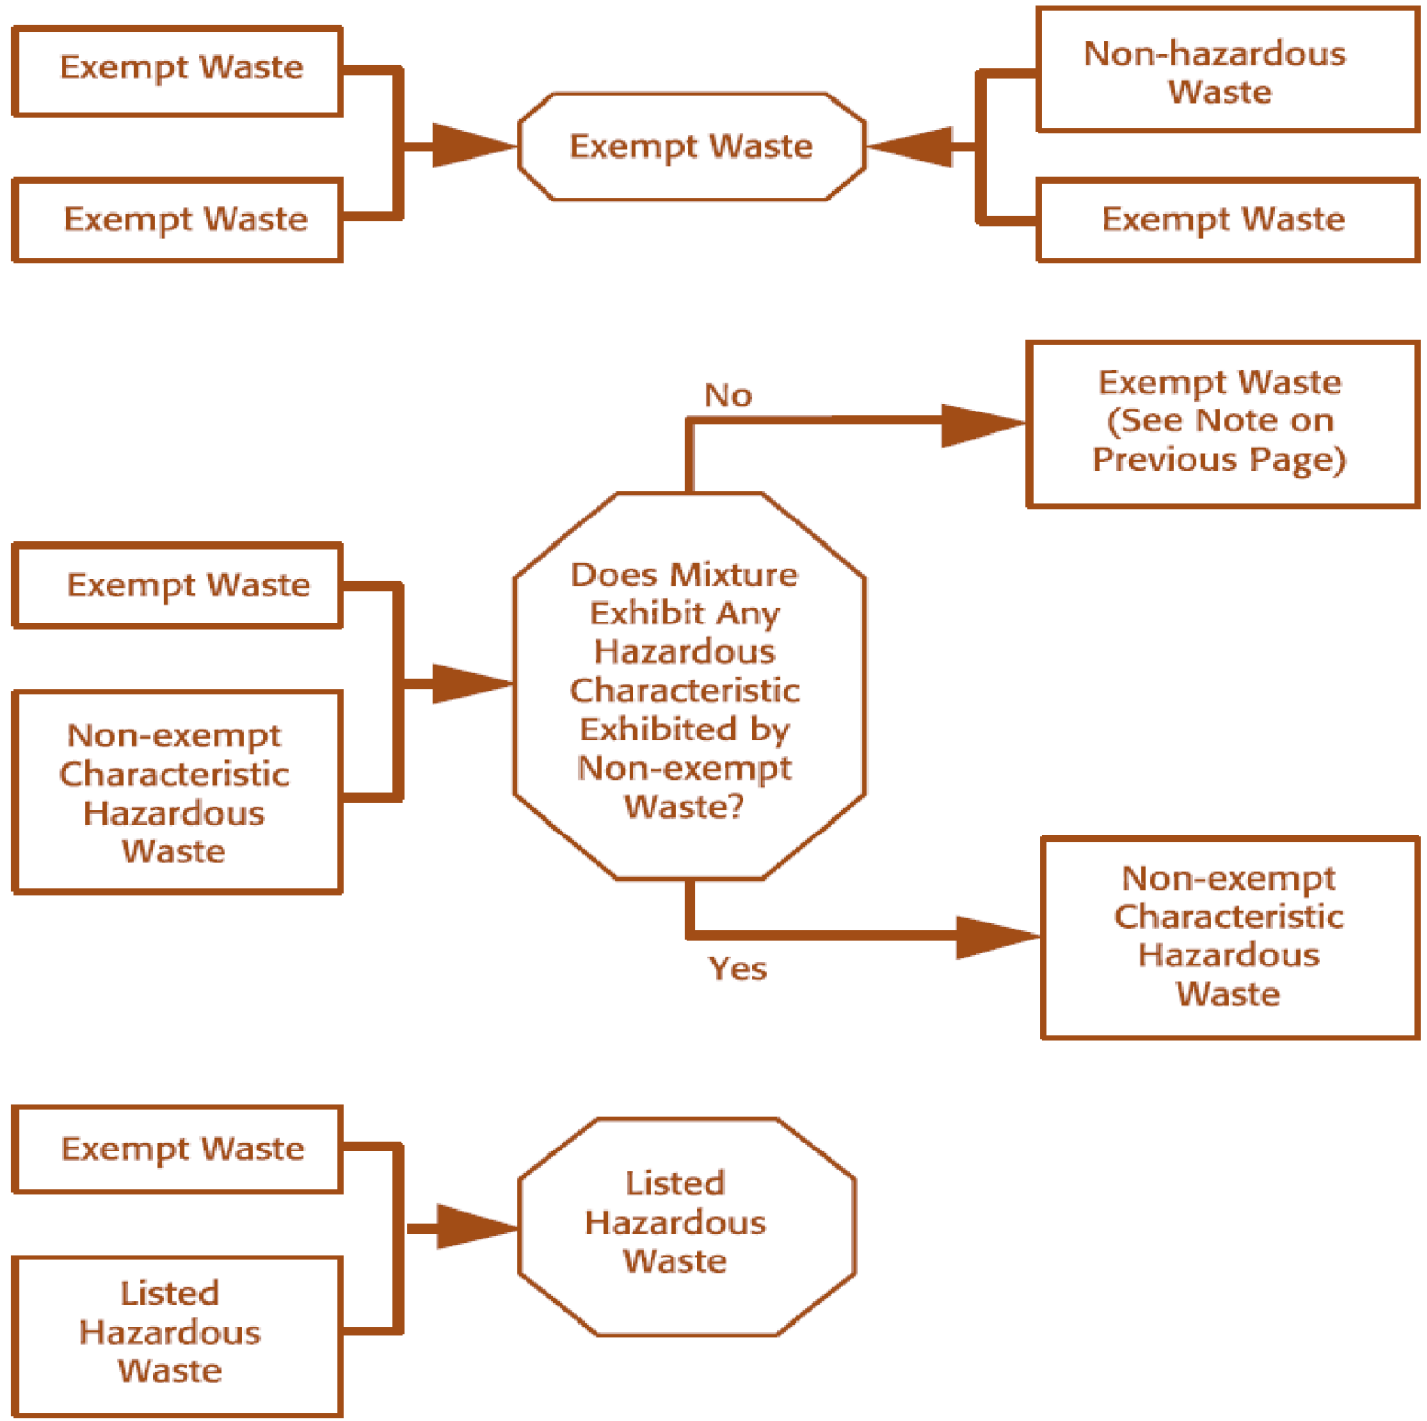 Exempt Waste
Exempt Waste
Exempt Waste
Non-hazardous
Waste
Exempt Waste
Exempt Waste
Non-exempt
Characteristic
Hazardous
Waste
Does Mixture
Exhibit Any
Hazardous
Characteristic
Exhibited by
Non-exempt
Waste?
No
Exempt Waste
(See Note on
Previous Page)
Yes
Non-exempt
Characteristic
Hazardous
Waste
Exempt Waste
Listed
Hazardous
Waste
Listed
Hazardous
Waste